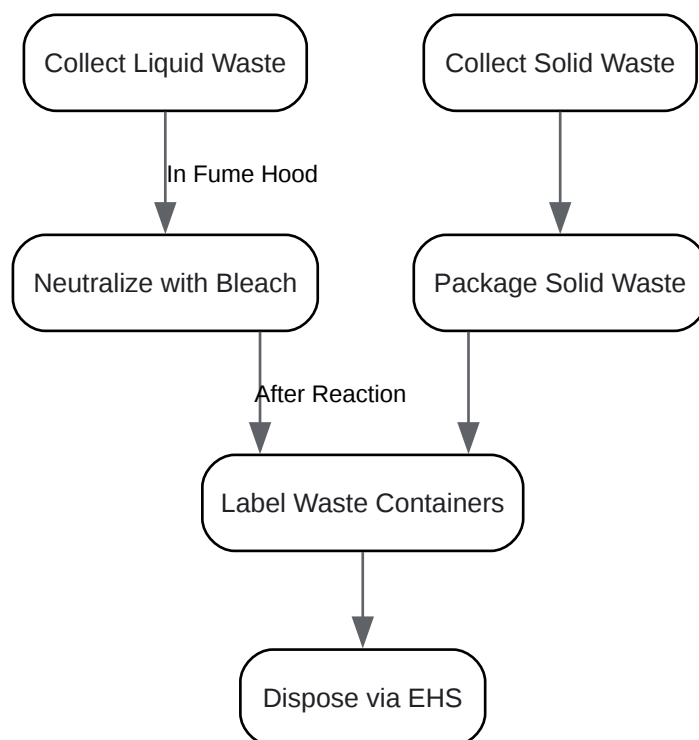 Collect Liquid Waste
Collect Solid Waste
In Fume Hood
Neutralize with Bleach
Package Solid Waste
After Reaction
Label Waste Containers
Dispose via EHS